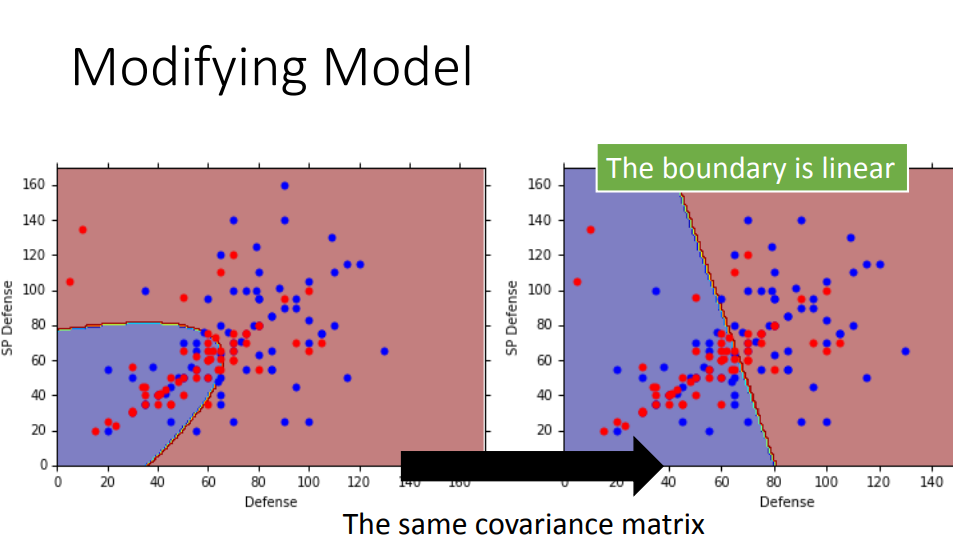 Modifying Model
The boundary is linear
160
140
120
100
80
60
40
20
0
SP Defense
0 20 40 60 80 100 120 140 160
Defense
160
140
120
100
80
60
40
20
SP Defense
0 20 40 60 80 100 120 140
Defense
The same covariance matrix